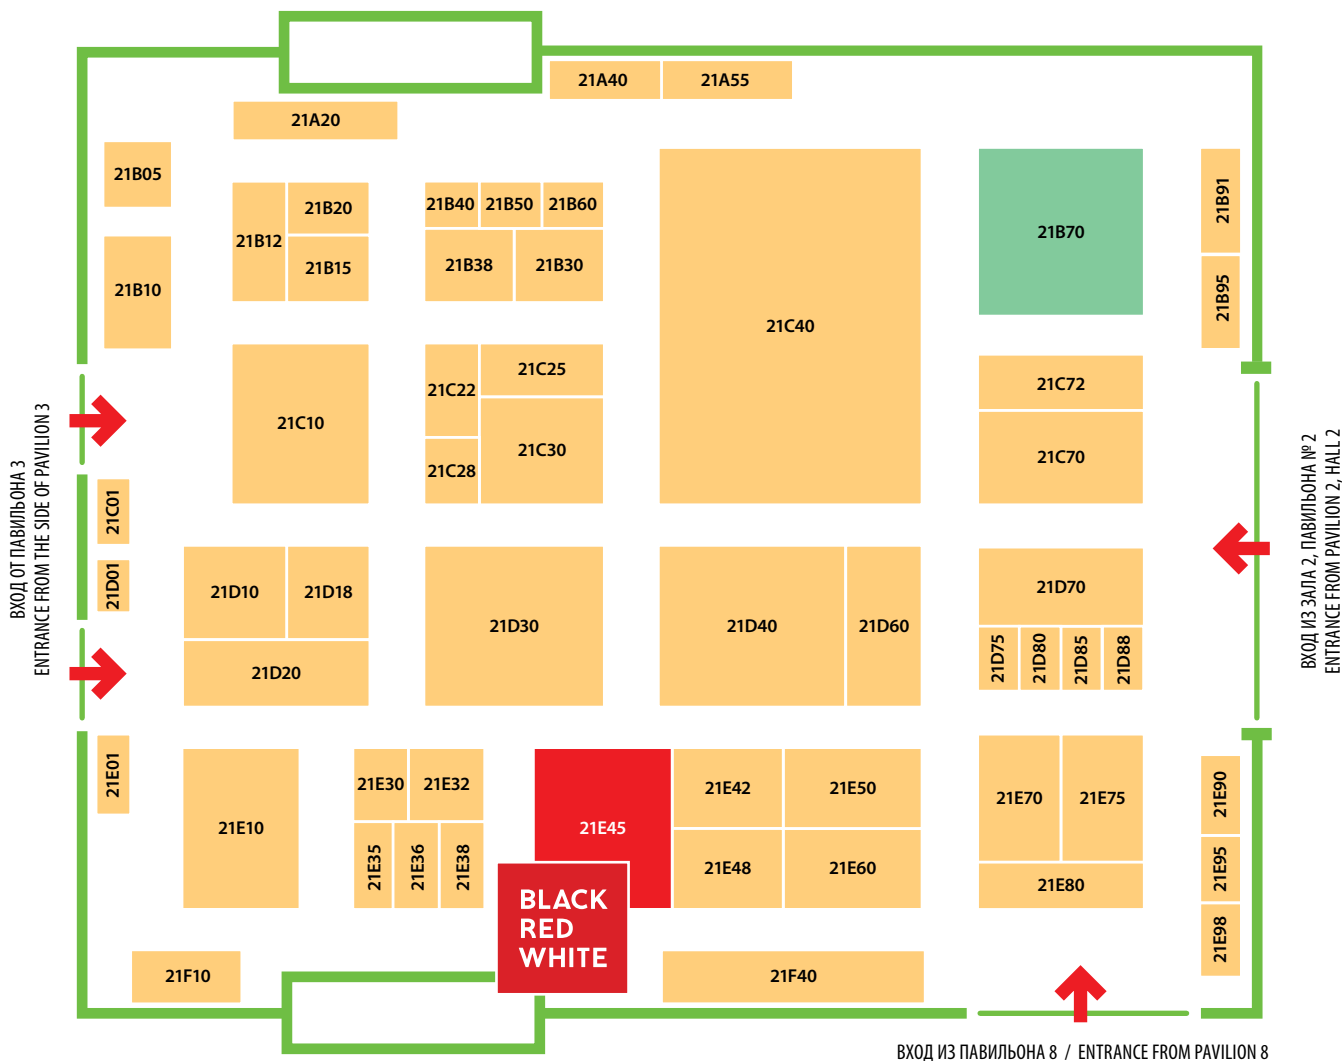 21A40
21A55
21A20
21B05
21B10
21B12
21B20
21B15
21B40
21B50
21B60
21B38
21B30
21C40
21B70
21B91
21B95
21C10
21C22
21C25
21C28
21C30
21C72
21C70
ВХОД ОТ ПАВИЛЬОНА 3
ENTRANCE FROM THE SIDE OF PAVILION 3
21C01
21D01
ВХОД ИЗ ЗАЛА 2, ПАВИЛЬОНА № 2
ENTRANCE FROM PAVILION 2, HALL 2
21D10
21D18
21D20
21D30
21D40
21D60
21D70
21D75
21D80
21D85
21D88
21E01
21E10
21E30
21E32
21E35
21E36
21E38
21E45
21E42
21E50
21E48
21E60
21E70
21E75
21E80
21E90
21E95
21E98
BLACK
RED
WHITE
21F10
21F40
ВХОД ИЗ ПАВИЛЬОНА 8 / ENTRANCE FROM PAVILION 8